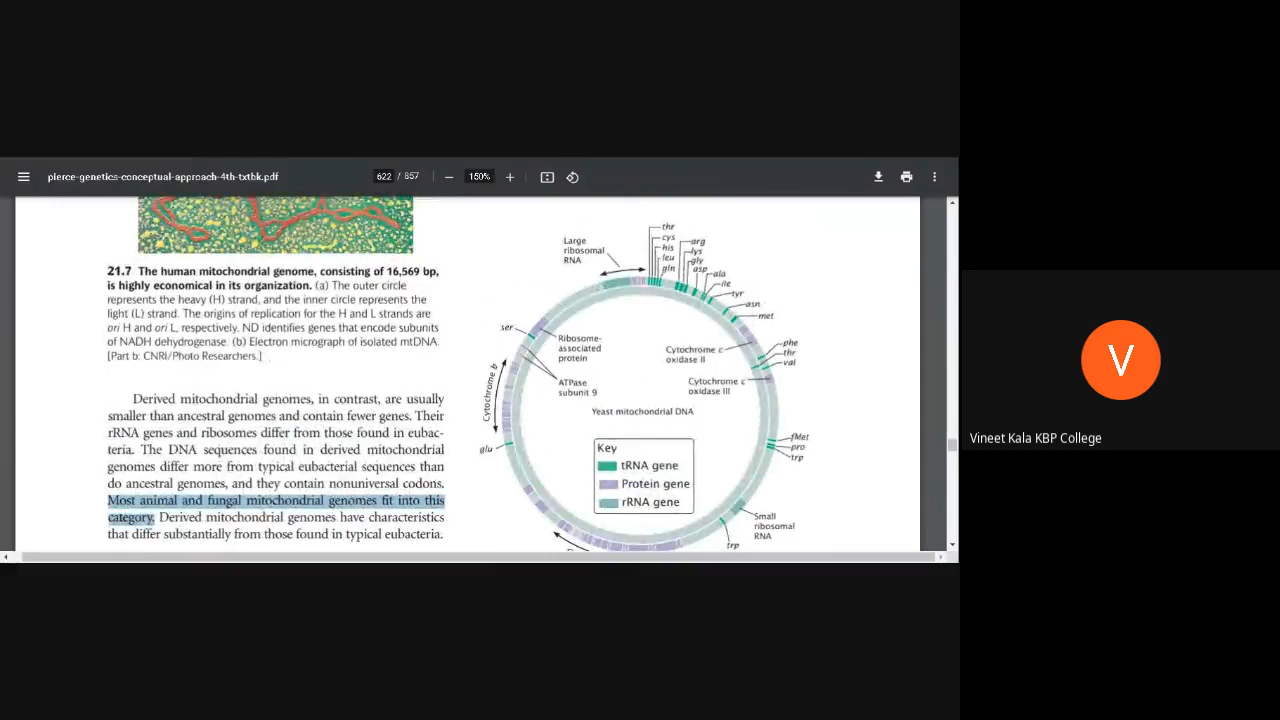 pierce-genetics-conceptual-approach-4th-txtbk.pdf
622 / 857
150%
21.7 The human mitochondrial genome, consisting of 16,569 bp,
is highly economical in its organization. (a) The outer circle
represents the heavy (H) strand, and the inner circle represents the
light (L) strand. The origins of replication for the H and L strands are
ori H and ori L, respectively. ND identifies genes that encode subunits
of NADH dehydrogenase. (b) Electron micrograph of isolated mtDNA.
[Part b: CNRI/Photo Researchers.]
Derived mitochondrial genomes, in contrast, are usually
smaller than ancestral genomes and contain fewer genes. Their
rRNA genes and ribosomes differ from those found in eubac-
teria. The DNA sequences found in derived mitochondrial
genomes differ more from typical eubacterial sequences than
do ancestral genomes, and they contain nonuniversal codons.
Most animal and fungal mitochondrial genomes fit into this
category. Derived mitochondrial genomes have characteristics
that differ substantially from those found in typical eubacteria.
Large
ribosomal
RNA
thr
cys
his
leu
gln
arg
lys
gly
asp
ala
ile
tyr
asn
met
ser
Ribosome-
associated
protein
Cytochrome c
oxidase II
phe
thr
val
ATPase
subunit 9
Cytochrome c
oxidase III
Cytochrome b
Yeast mitochondrial DNA
glu
fMet
pro
trp
Key
tRNA gene
Protein gene
rRNA gene
Small
ribosomal
RNA
trp
V
Vineet Kala KBP College